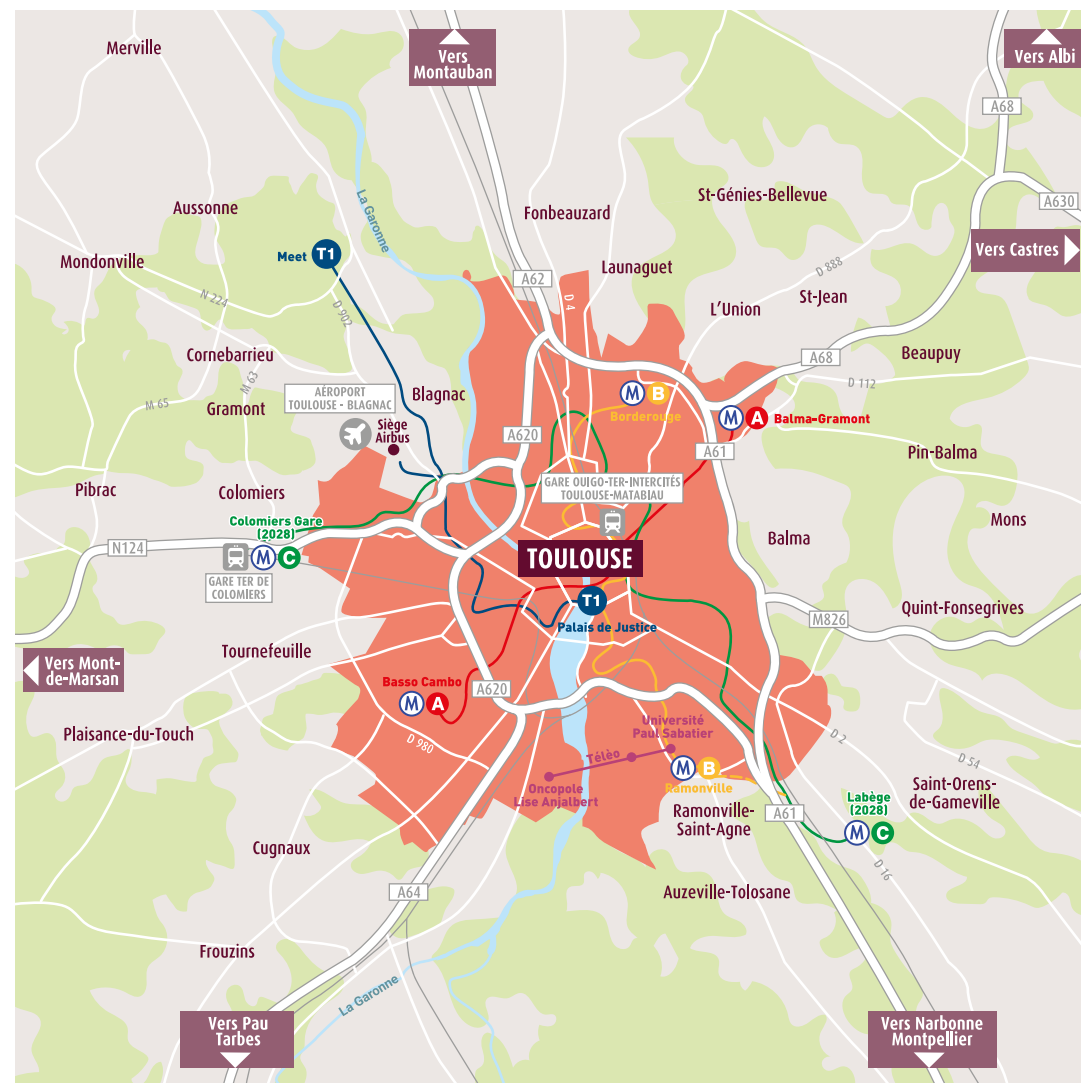 Merville
Vers
Montauban
Vers Albi
A68
La Garonne
Aussonne
St-Génies-Bellevue
A630
Fonbeauzard
Meet T1
Vers Castres
Mondonville
Launaguet
D 888
N 224
D 902
A62
D 4
St-Jean
L'Union
Cornebarrieu
A68
Beaupuy
M 63
D 112
AÉROPORT
TOULOUSE - BLAGNAC
Blagnac
M B
Borderouge
M 65
Gramont
M A Balma-Gramont
Siège
Airbus
A620
A61
Pin-Balma
Pibrac
Colomiers
GARE OUIGO-TER-INTERCITÉS
TOULOUSE-MATABIAU
Colomiers Gare
(2028)
Mons
N124
M C
Balma
TOULOUSE
GARE TER DE
COLOMIERS
T1
Palais de Justice
Quint-Fonsegrives
M826
Tournefeuille
Vers Mont-
de-Marsan
Basso Cambo
M A
A620
Université
Paul Sabatier
Plaisance-du-Touch
D 980
D 2
Télèo
D 54
M B
Ramonville
Oncopole
Lise Anjalbert
Saint-Orens-
de-Gameville
Labège
(2028)
M C
Ramonville-
Saint-Agne
A61
D 16
Cugnaux
A64
Auzeville-Tolosane
Frouzins
La Garonne
Vers Pau
Tarbes
Vers Narbonne
Montpellier